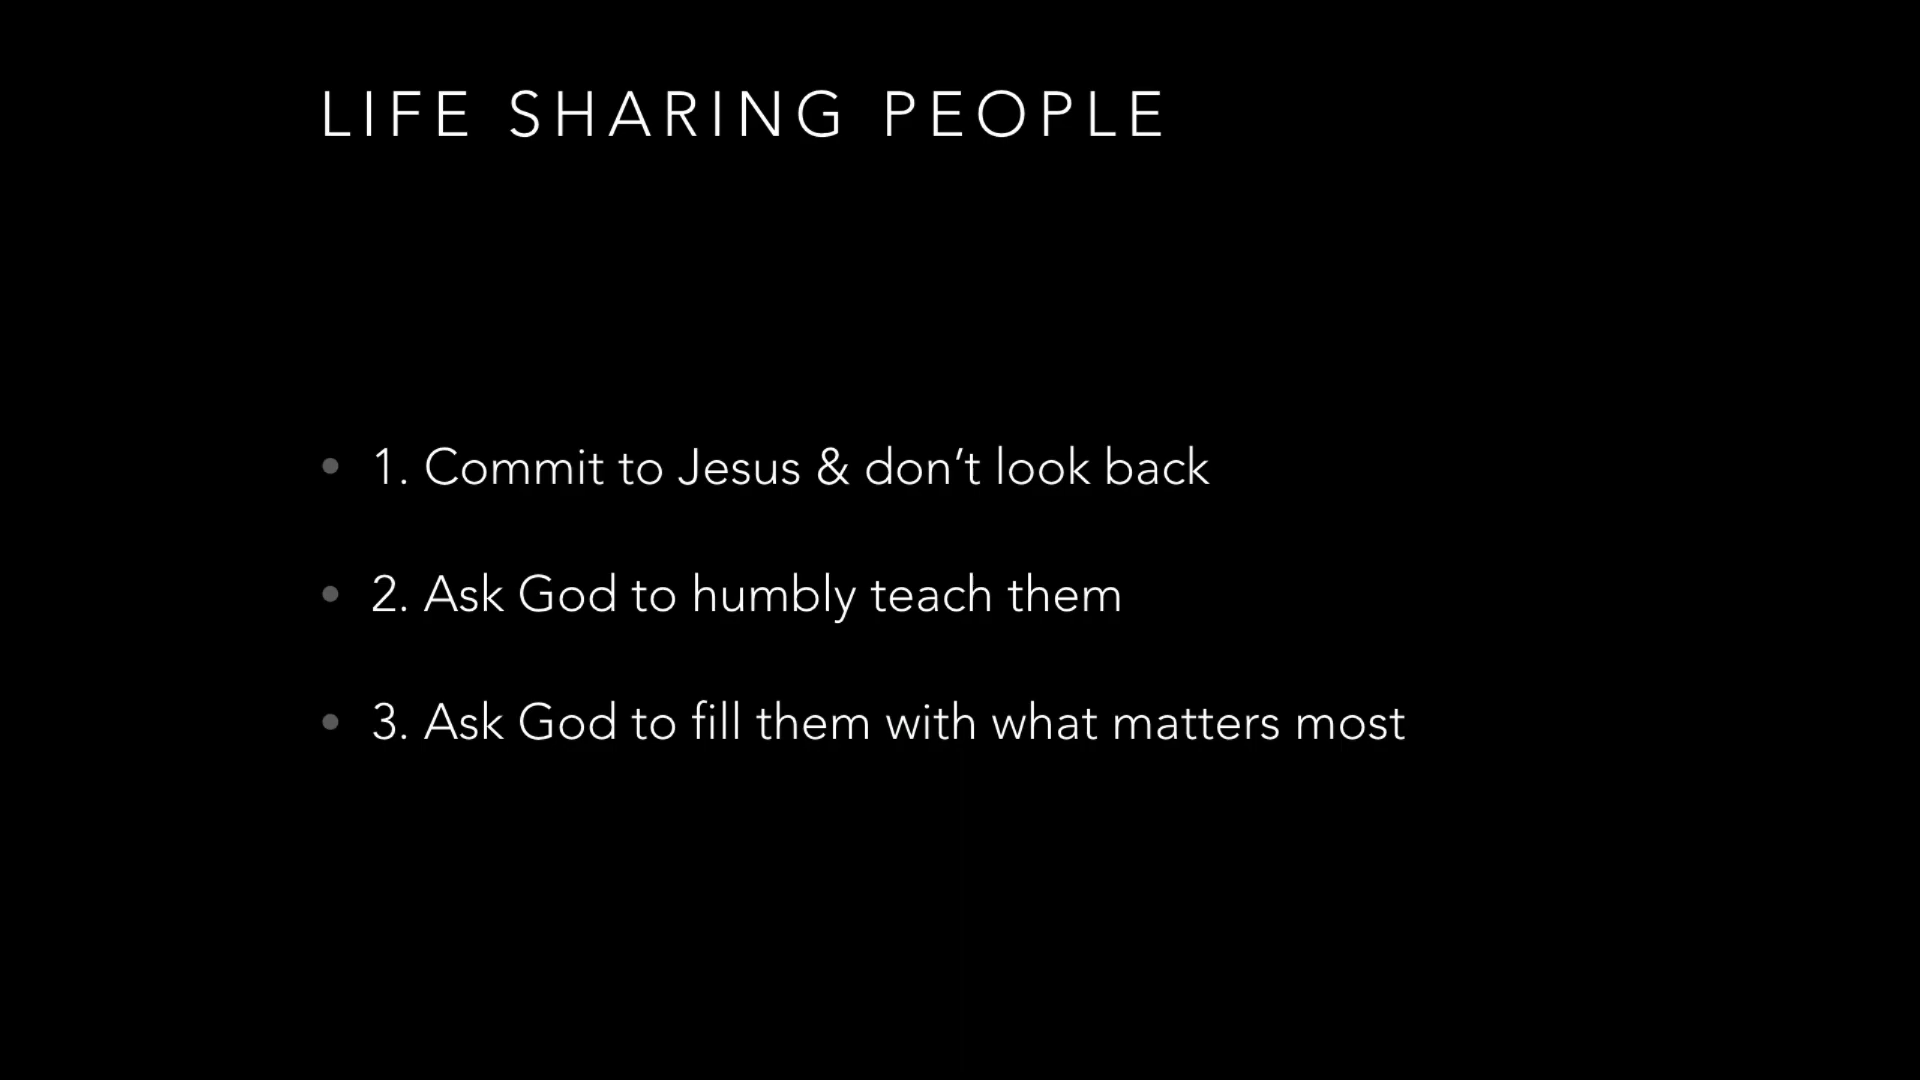 LIFE SHARING PEOPLE
• 1. Commit to Jesus & don’t look back
• 2. Ask God to humbly teach them
• 3. Ask God to fill them with what matters most